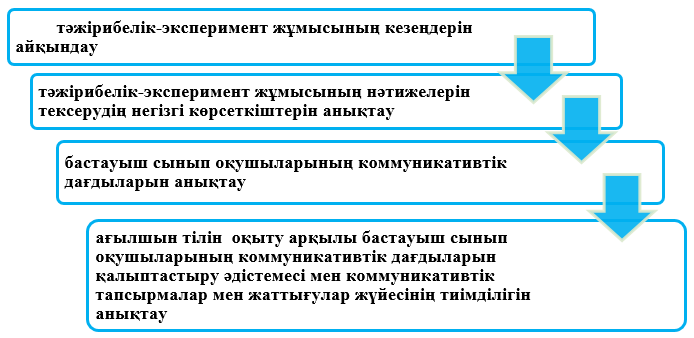 тәжірибелік-эксперимент жұмысының кезеңдерін
айқындау
тәжірибелік-эксперимент жұмысының нәтижелерін
тексерудің негізгі көрсеткіштерін анықтау
бастауыш сынып оқушыларының коммуникативтік
дағдыларын анықтау
ағылшын тілін оқыту арқылы бастауыш сынып
оқушыларының коммуникативтік дағдыларын
қалыптастыру әдістемесі мен коммуникативтік
тапсырмалар мен жаттығулар жүйесінің тиімділігін
анықтау